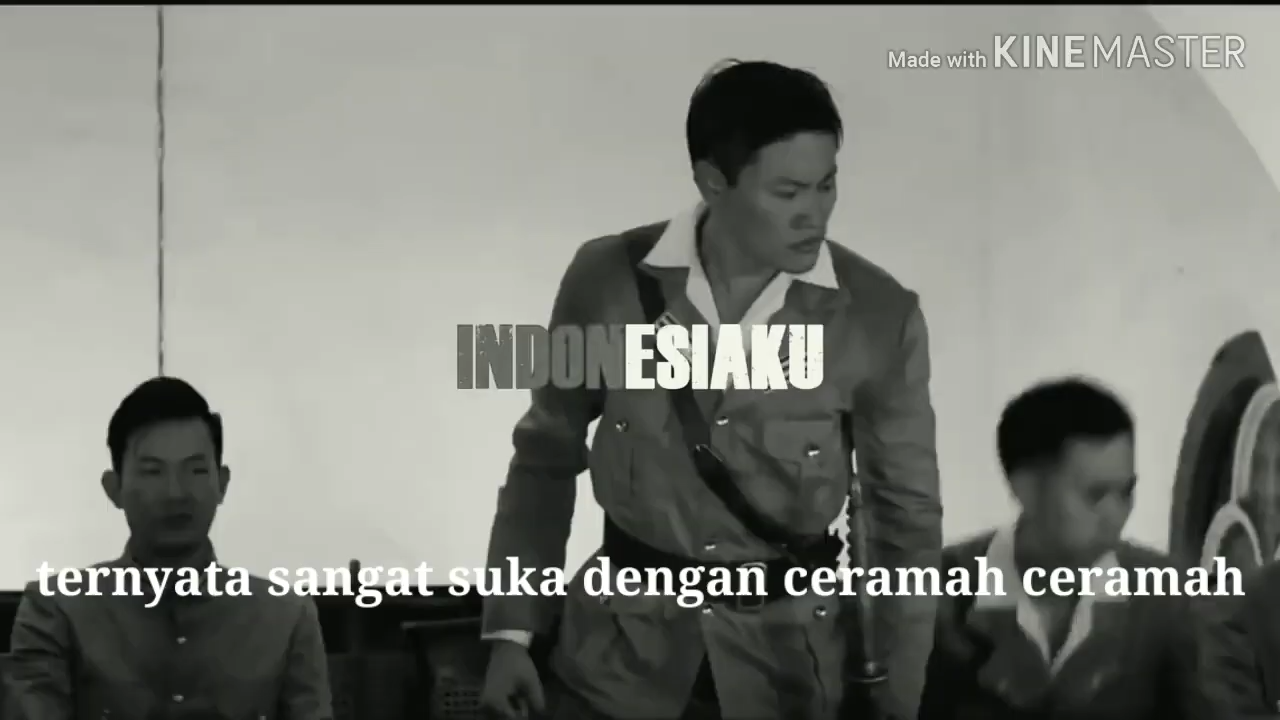 Made with KINEMASTER
INDONESIAKU
ternyata sangat suka dengan ceramah ceramah